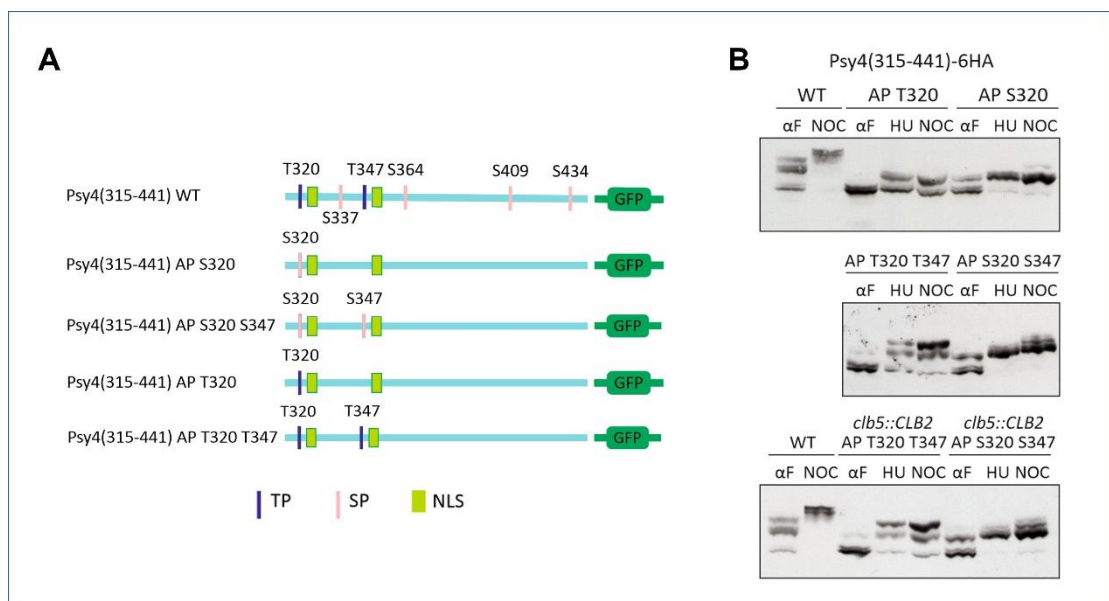 A
T320 T347 S364 S409 S434
Psy4(315-441) WT GFP
S337
S320
Psy4(315-441) AP S320 GFP
S320 S347
Psy4(315-441) AP S320 S347 GFP
T320
Psy4(315-441) AP T320 GFP
T320 T347
Psy4(315-441) AP T320 T347 GFP
TP SP NLS
B
Psy4(315-441)-6HA
WT AP T320 AP S320
αF NOC αF HU NOC αF HU NOC
AP T320 T347 AP S320 S347
αF HU NOC αF HU NOC
clb5::CLB2 clb5::CLB2
WT AP T320 T347 AP S320 S347
αF NOC αF HU NOC αF HU NOC